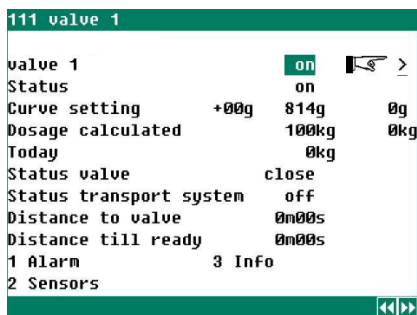 111 valve 1
valve 1 on >
Status on
Curve setting +00g 814g 0g
Dosage calculated 100kg 0kg
Today 0kg
Status valve close
Status transport system off
Distance to valve 0m00s
Distance till ready 0m00s
1 Alarm 3 Info
2 Sensors